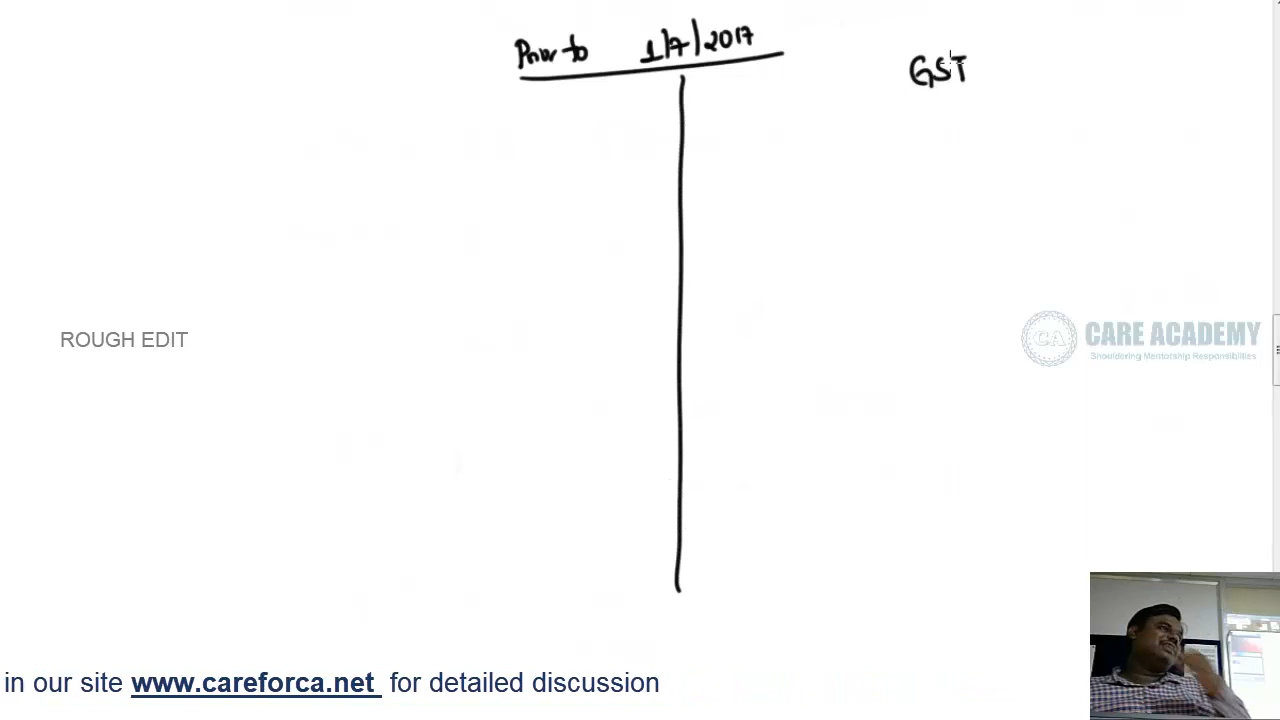 Prior to 1/7/2017
GST
ROUGH EDIT
CA
CARE ACADEMY
Shouldering Mentorship Responsibilities
in our site www.careforca.net for detailed discussion